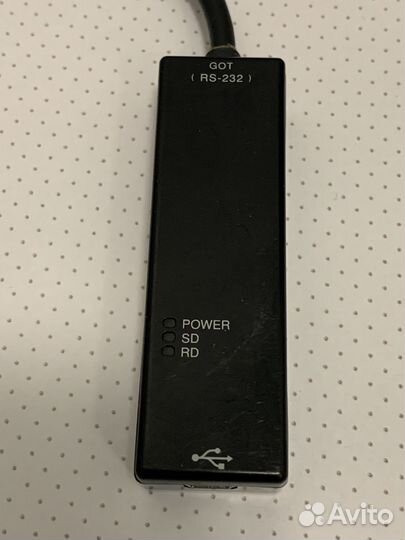 GOT
( RS-232 )
POWER
SD
RD
Avito